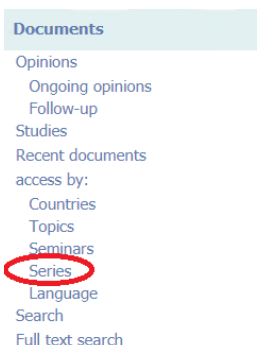 Documents
Opinions
Ongoing opinions
Follow-up
Studies
Recent documents
access by:
Countries
Topics
Seminars
Series
Language
Search
Full text search